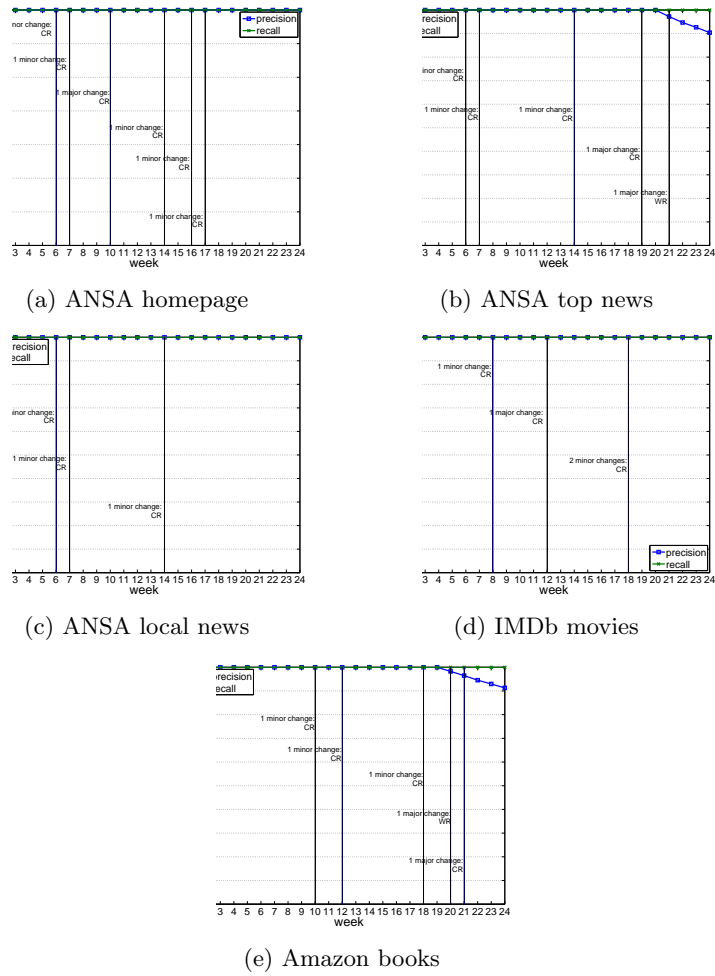 precision
recall
nor change:
CR
1 minor change:
CR
1 major change:
CR
1 minor change:
CR
1 minor change:
CR
1 minor change:
CR
3 4 5 6 7 8 9 10 11 12 13 14 15 16 17 18 19 20 21 22 23 24
week
(a) ANSA homepage
precision
recall
inor change:
CR
1 minor change:
CR
1 minor change:
CR
1 major change:
CR
1 major change:
WR
3 4 5 6 7 8 9 10 11 12 13 14 15 16 17 18 19 20 21 22 23 24
week
(b) ANSA top news
recision
ecall
inor change:
CR
1 minor change:
CR
1 minor change:
CR
3 4 5 6 7 8 9 10 11 12 13 14 15 16 17 18 19 20 21 22 23 24
week
(c) ANSA local news
1 minor change:
CR
1 major change:
CR
2 minor changes:
CR
precision
recall
3 4 5 6 7 8 9 10 11 12 13 14 15 16 17 18 19 20 21 22 23 24
week
(d) IMDb movies
precision
ecall
1 minor change:
CR
1 minor change:
CR
1 minor change:
CR
1 major change:
WR
1 major change:
CR
3 4 5 6 7 8 9 10 11 12 13 14 15 16 17 18 19 20 21 22 23 24
week
(e) Amazon books